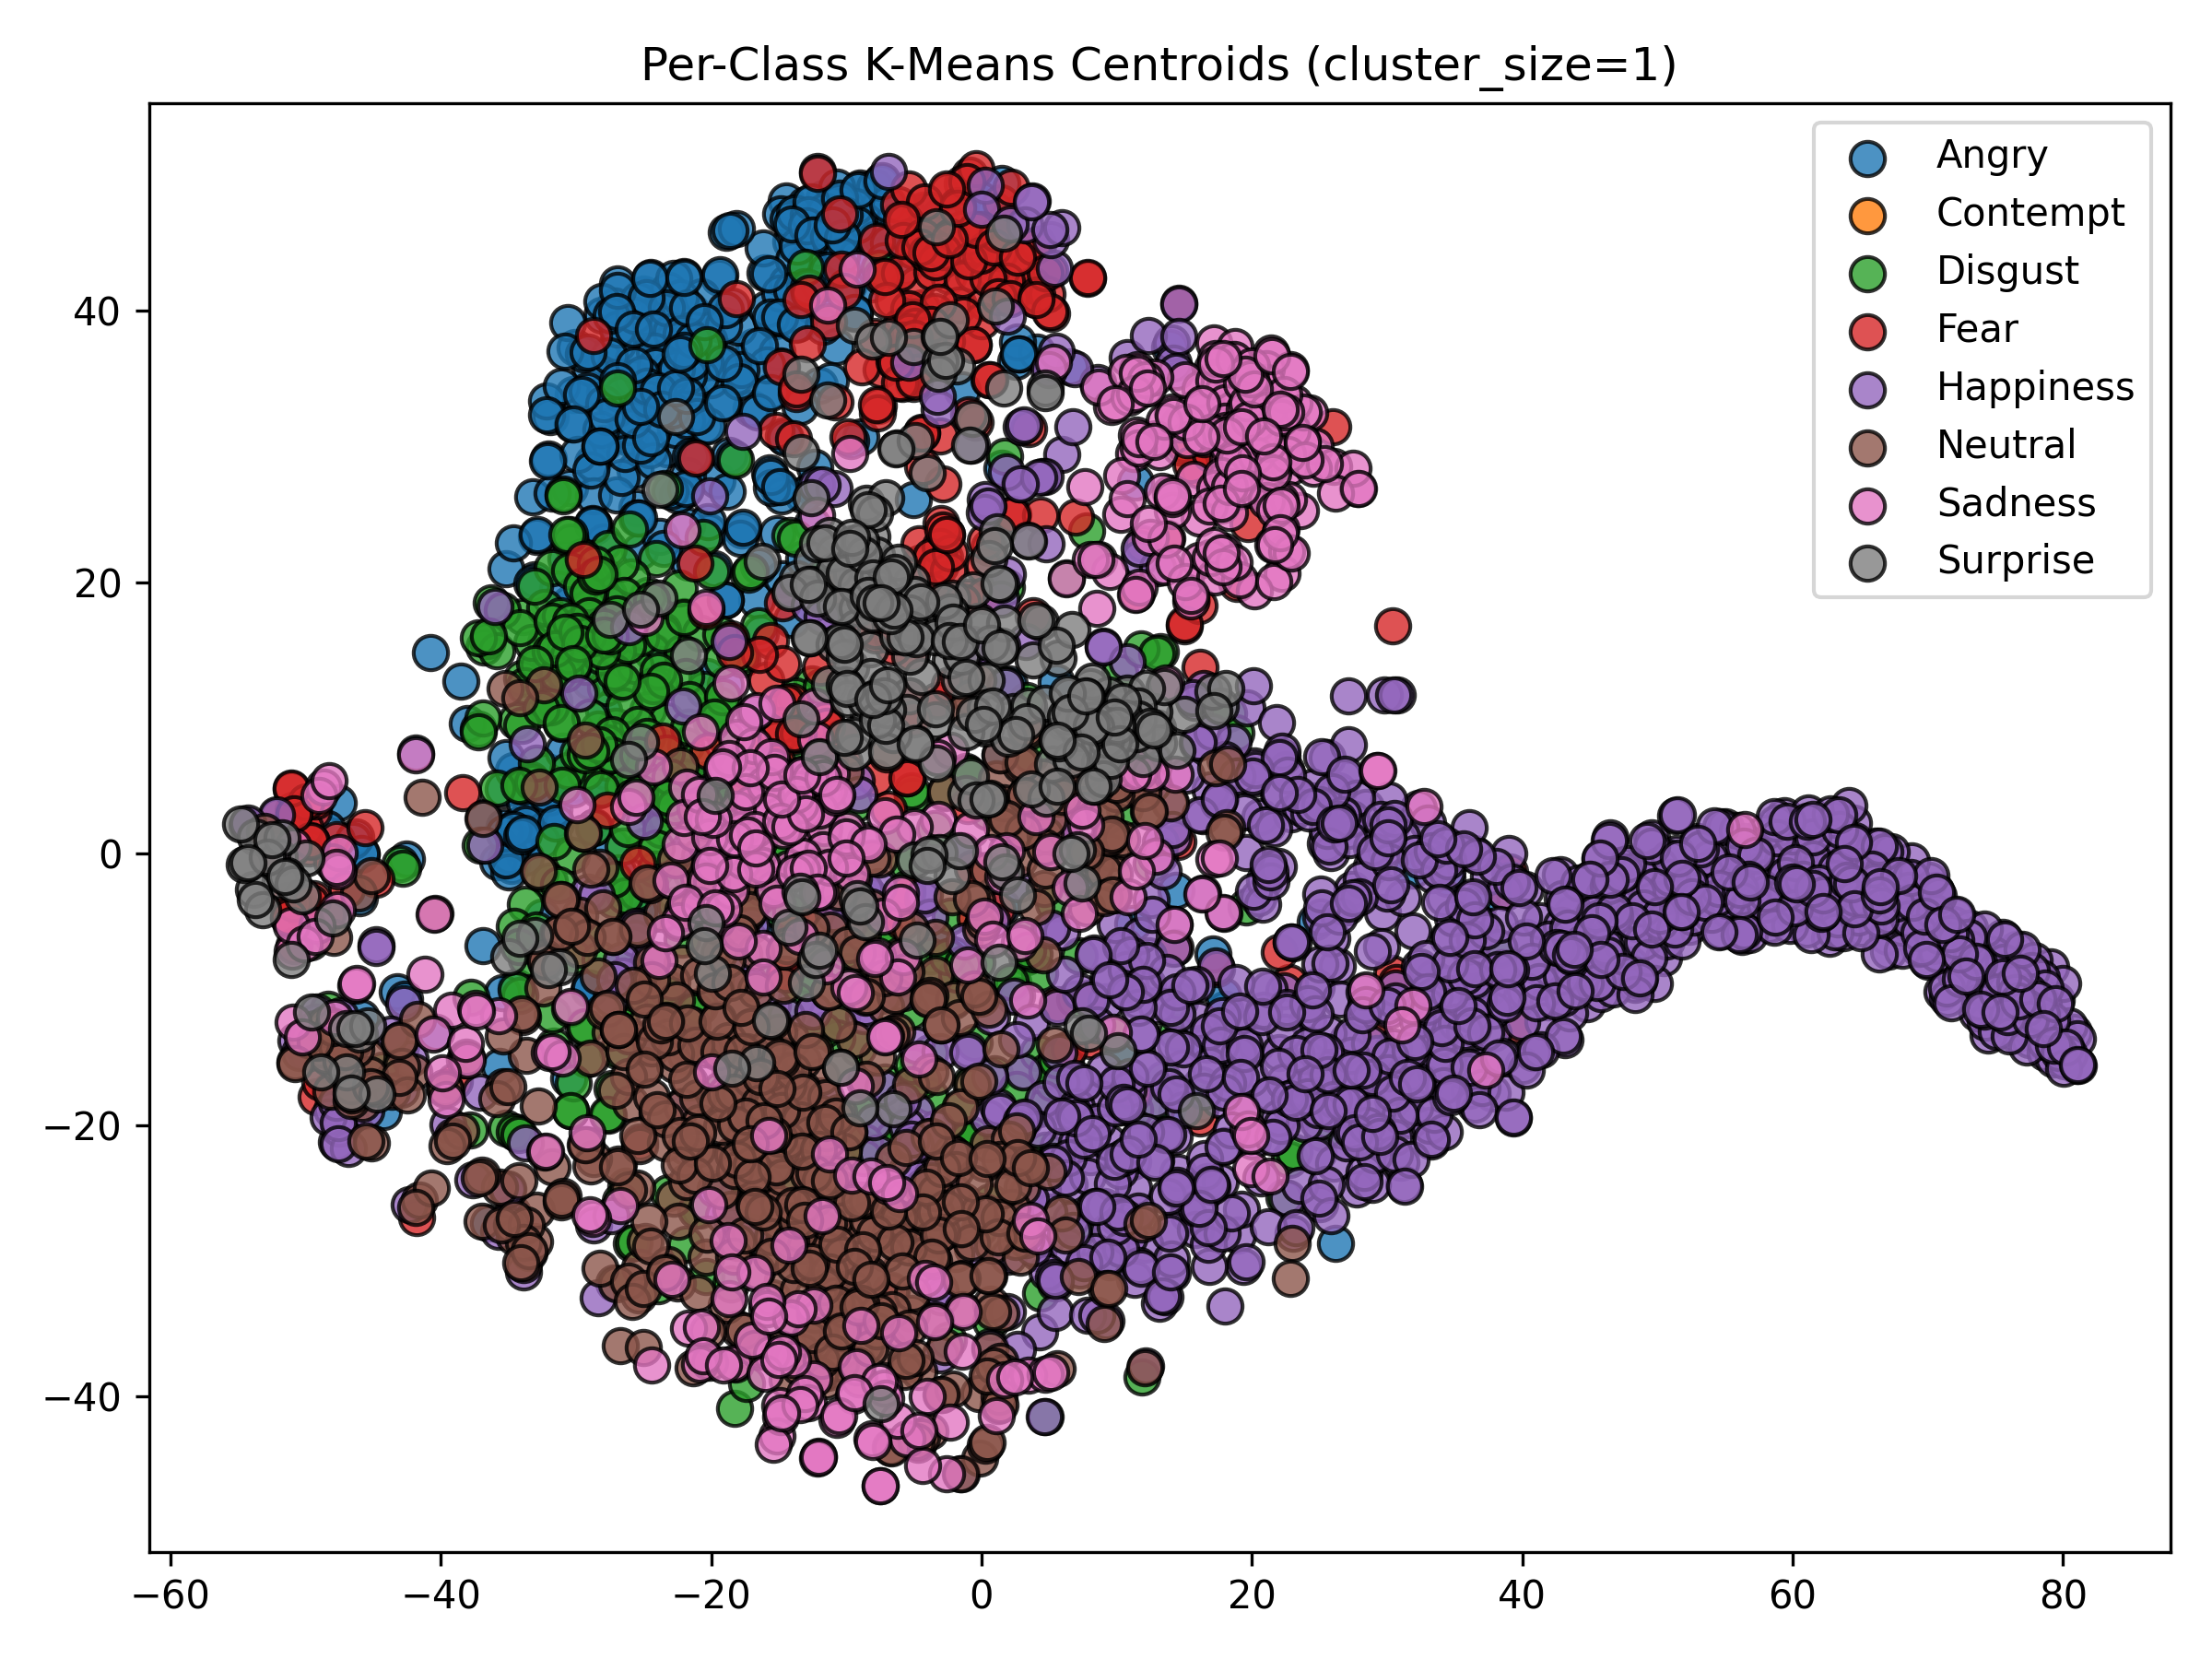 Per-Class K-Means Centroids (cluster_size=1)
Angry
Contempt
Disgust
Fear
Happiness
Neutral
Sadness
Surprise
40
20
0
−20
−40
−60
−40
−20
0
20
40
60
80